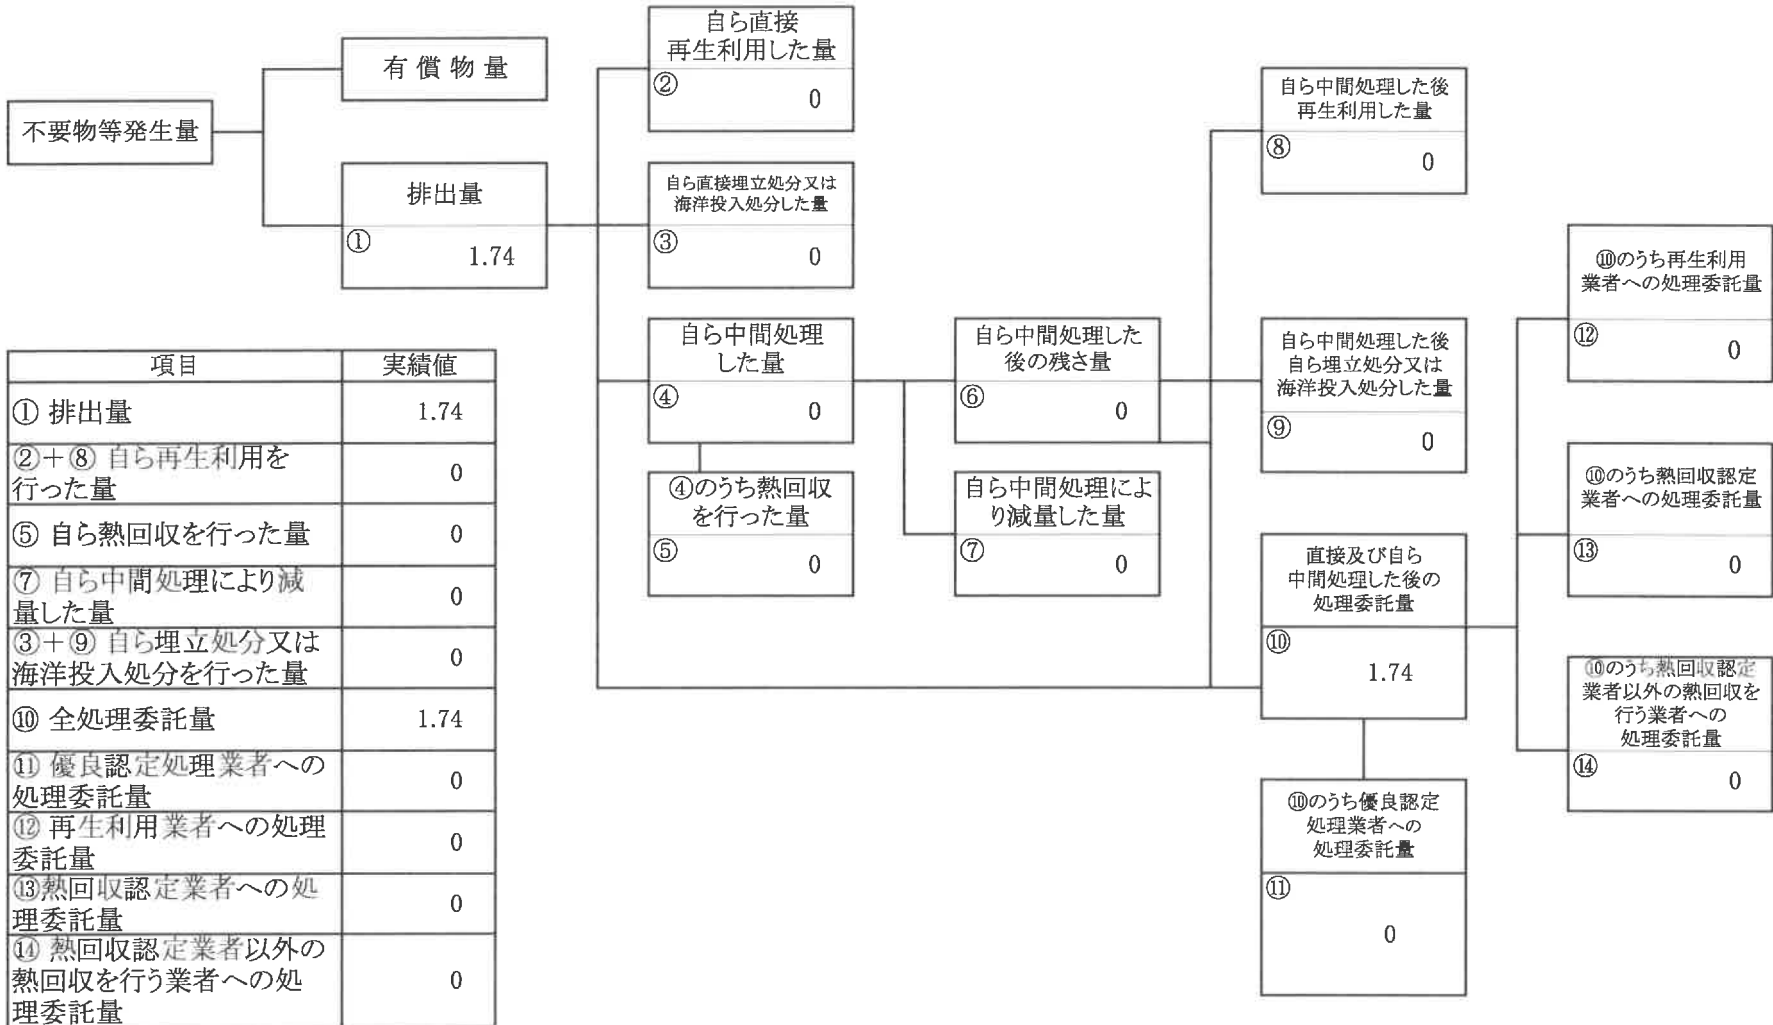 不要物等発生量
有償物量
排出量
①
1.74
自ら直接
再生利用した量
②
0
自ら直接埋立処分又は
海洋投入処分した量
③
0
自ら中間処理
した量
④
0
④のうち熱回収
を行った量
⑤
0
自ら中間処理した
後の残さ量
⑥
0
自ら中間処理によ
り減量した量
⑦
0
自ら中間処理した後
再生利用した量
⑧
0
自ら中間処理した後
自ら埋立処分又は
海洋投入処分した量
⑨
0
直接及び自ら
中間処理した後の
処理委託量
⑩
1.74
⑩のうち優良認定
処理業者への
処理委託量
⑪
0
⑩のうち再生利用
業者への処理委託量
⑫
0
⑩のうち熱回収認定
業者への処理委託量
⑬
0
⑩のうち熱回収認定
業者以外の熱回収を
行う業者への
処理委託量
⑭
0
項目 実績値
① 排出量 1.74
②+⑧ 自ら再生利用を
行った量 0
⑤ 自ら熱回収を行った量 0
⑦ 自ら中間処理により減
量した量 0
③+⑨ 自ら埋立処分又は
海洋投入処分を行った量 0
⑩ 全処理委託量 1.74
⑪ 優良認定処理業者への
処理委託量 0
⑫ 再生利用業者への処理
委託量 0
⑬熱回収認定業者への処
理委託量 0
⑭ 熱回収認定業者以外の
熱回収を行う業者への処
理委託量 0